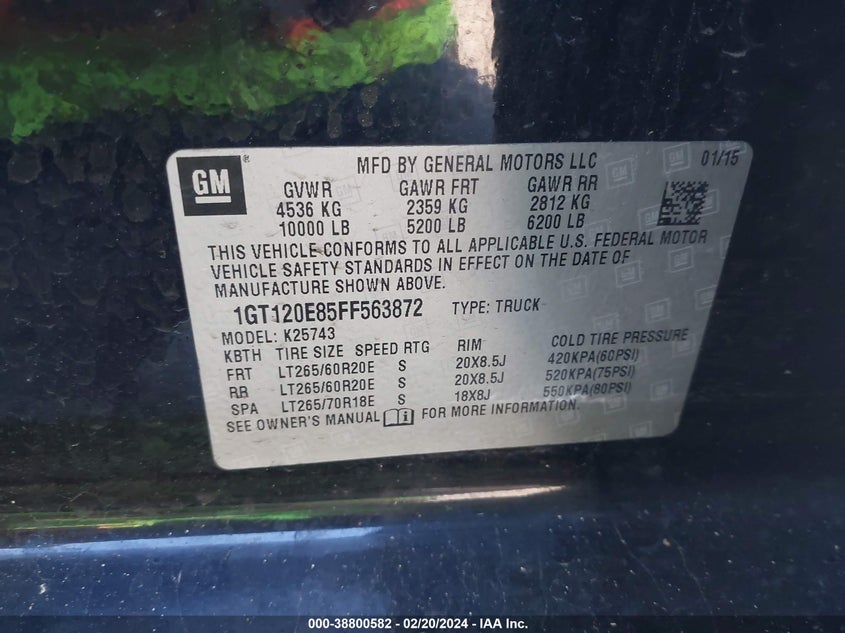 GM
MFD BY GENERAL MOTORS LLC 01/15
GVWR GAWR FRT GAWR RR
4536 KG 2359 KG 2812 KG
10000 LB 5200 LB 6200 LB
THIS VEHICLE CONFORMS TO ALL APPLICABLE U.S. FEDERAL MOTOR
VEHICLE SAFETY STANDARDS IN EFFECT ON THE DATE OF
MANUFACTURE SHOWN ABOVE.
1GT120E85FF563872 TYPE: TRUCK
MODEL: K25743
KBTH TIRE SIZE SPEED RTG RIM COLD TIRE PRESSURE
FRT LT265/60R20E S 20X8.5J 420KPA(60PSI)
RR LT265/60R20E S 20X8.5J 520KPA(75PSI)
SPA LT265/70R18E S 18X8J 550KPA(80PSI)
SEE OWNER'S MANUAL FOR MORE INFORMATION.
000-38800582 - 02/20/2024 - IAA Inc.